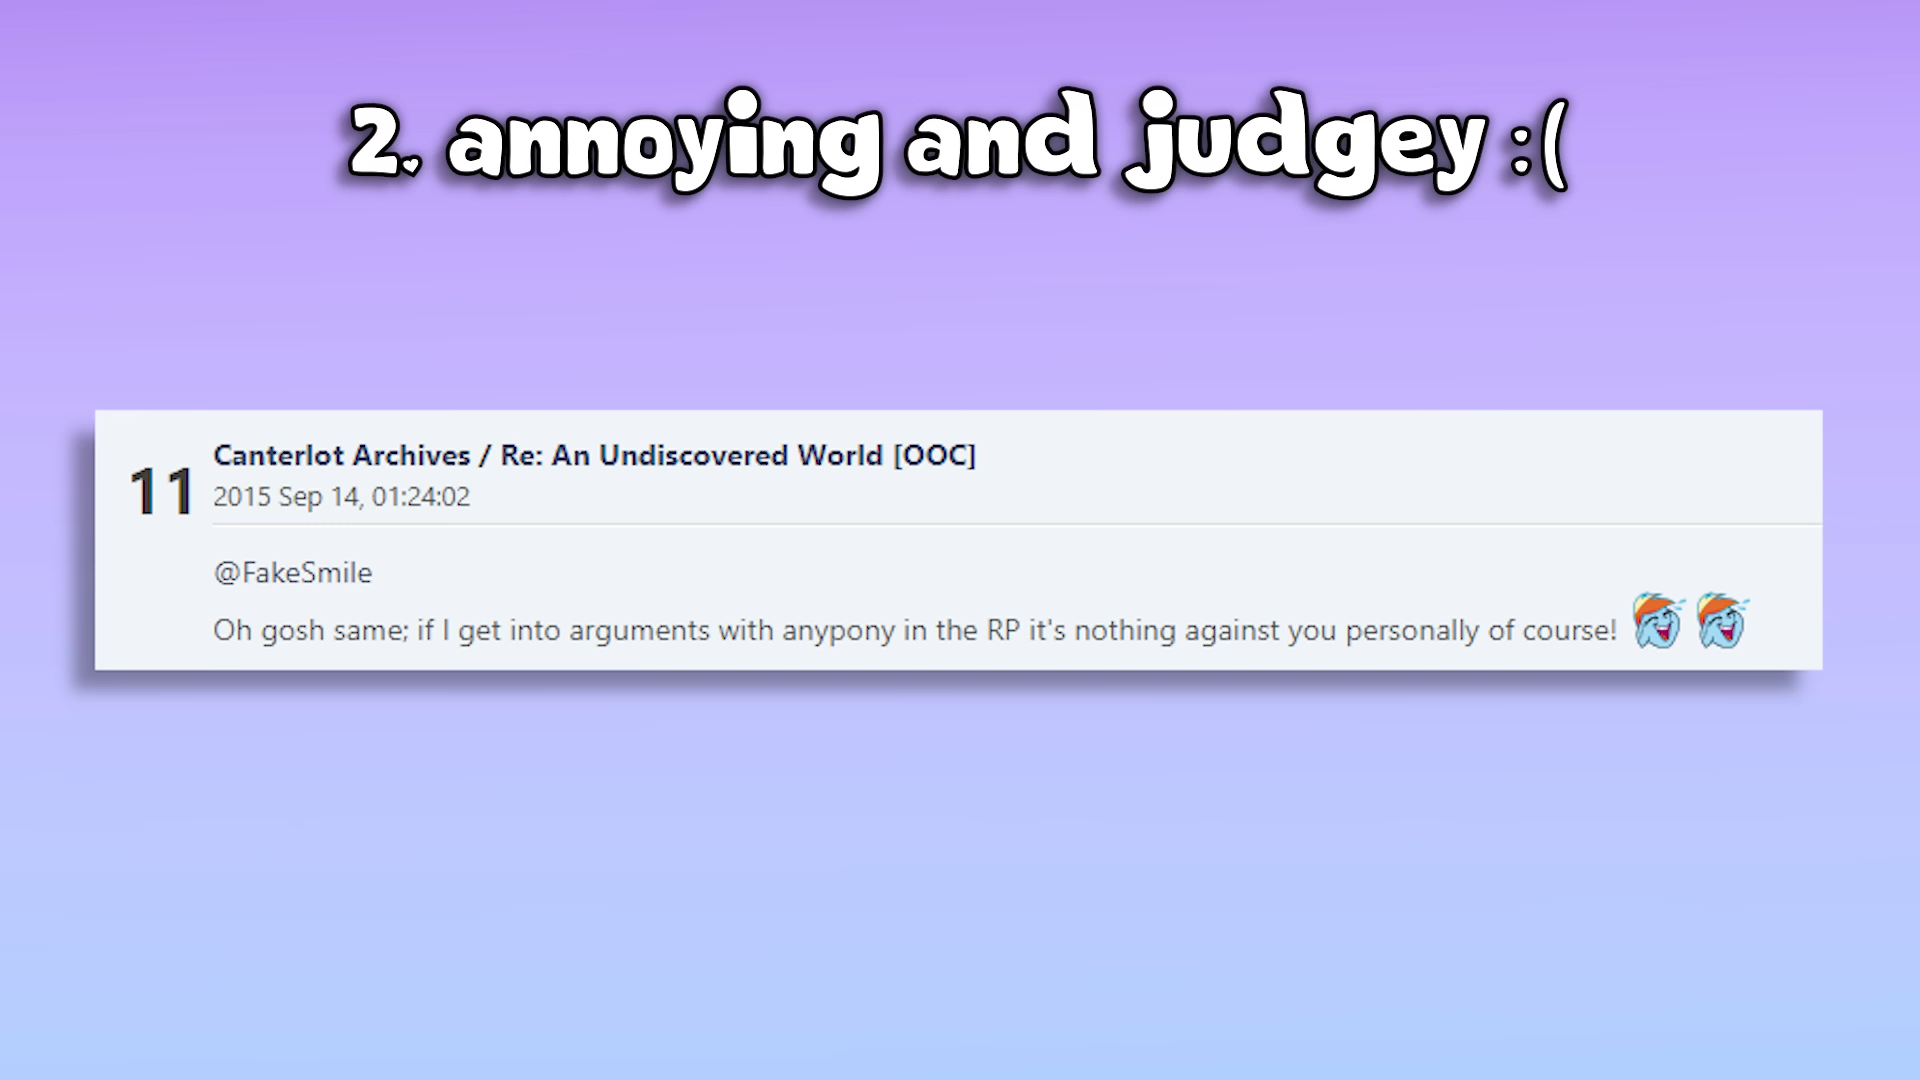 2. annoying and judgey :(
11
Canterlot Archives / Re: An Undiscovered World [OOC]
2015 Sep 14, 01:24:02
@FakeSmile
Oh gosh same; if I get into arguments with anypony in the RP it's nothing against you personally of course!